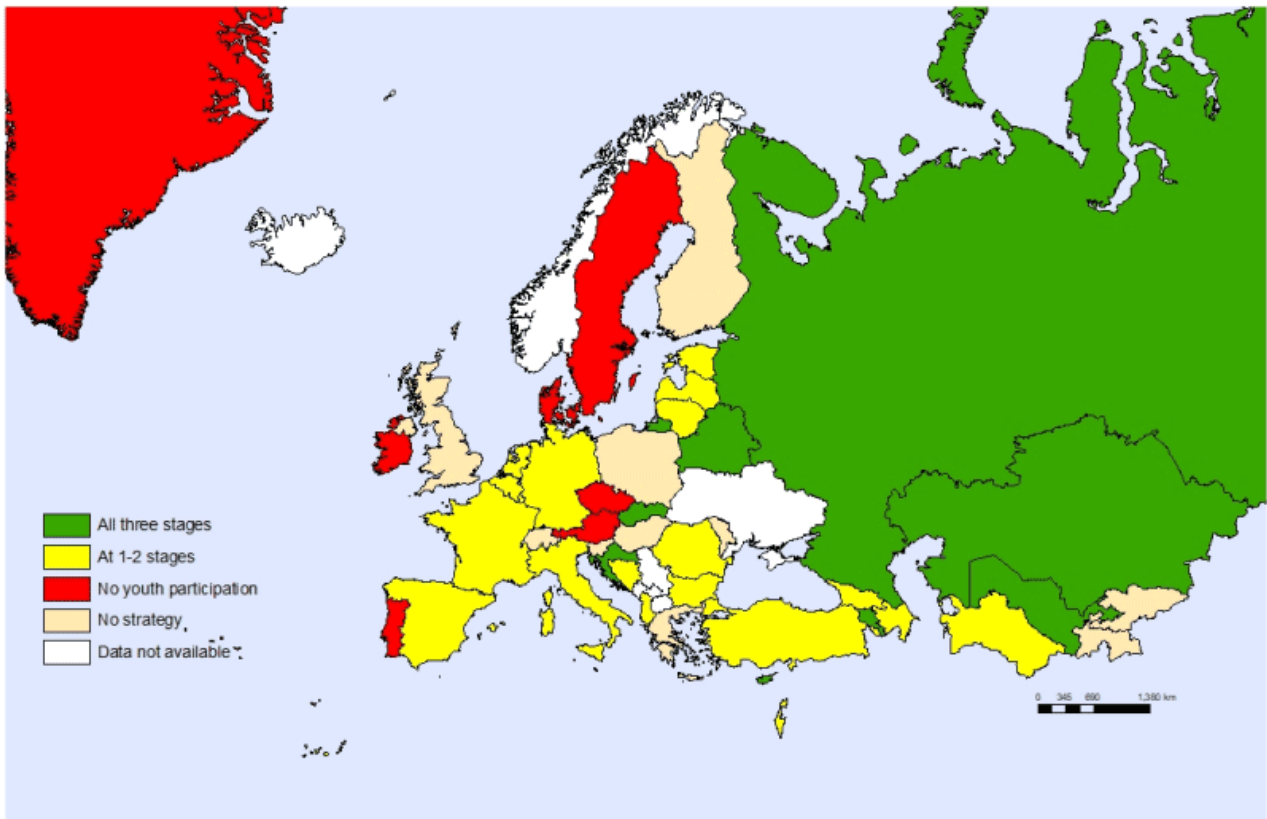 All three stages
At 1-2 stages
No youth participation
No strategy
Data not available
0 345 690 1,380 km